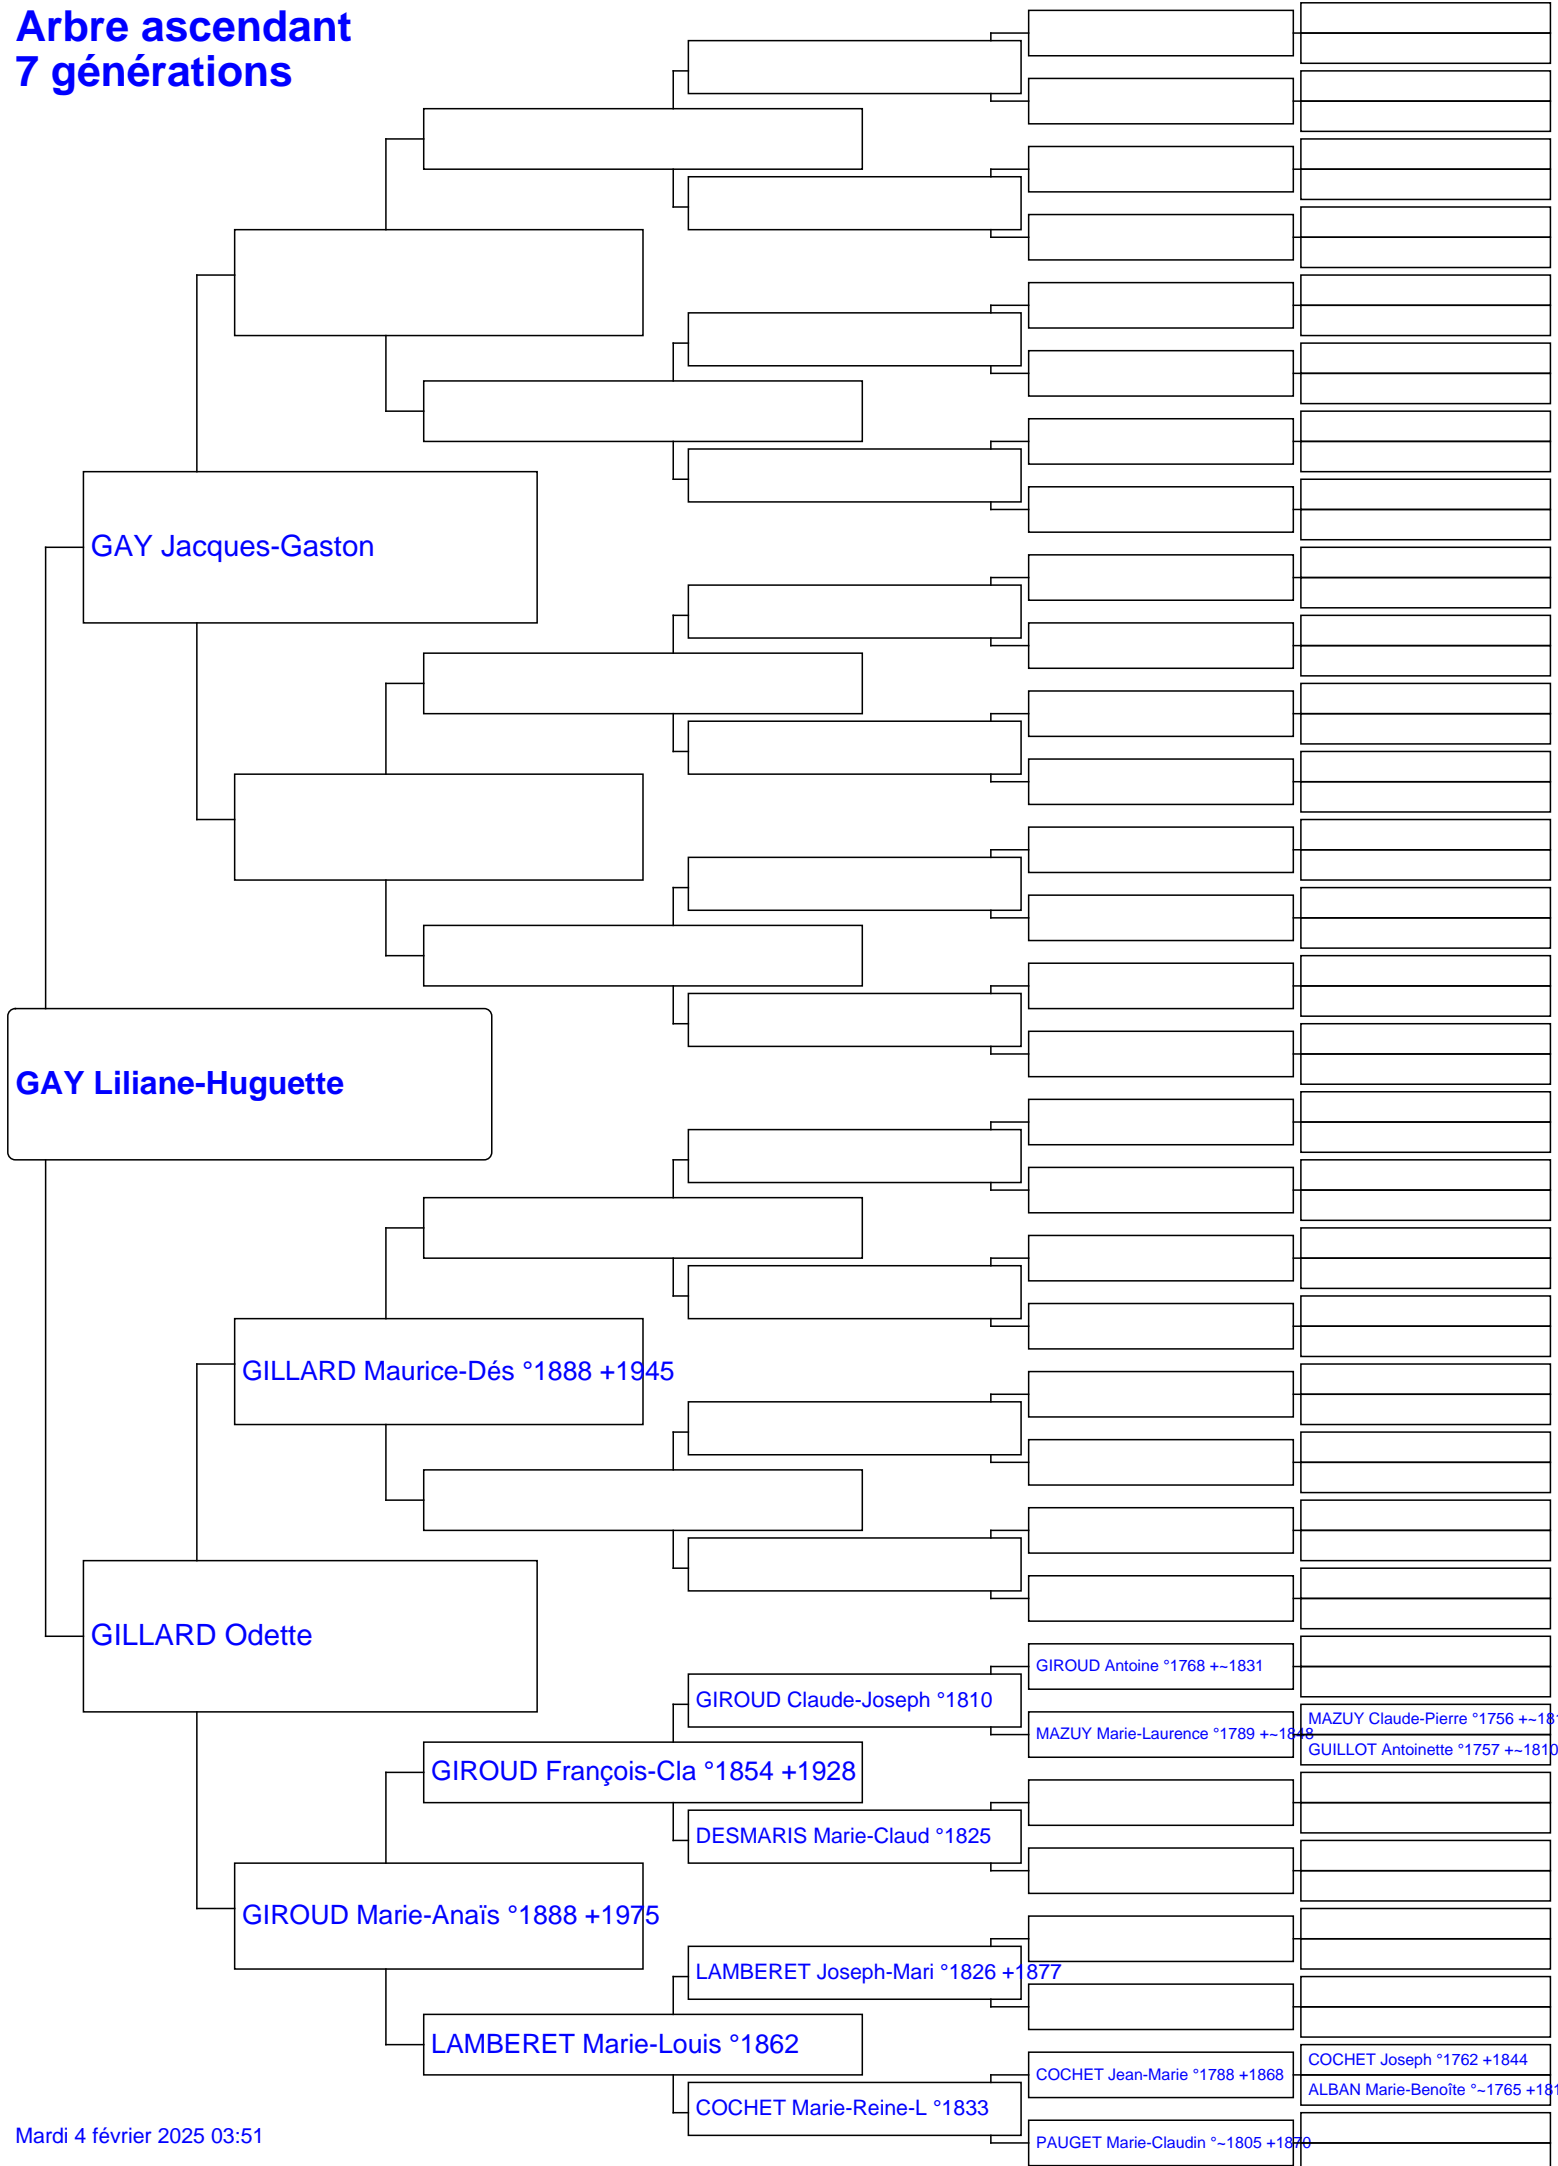 Arbre ascendant
7 générations
GAY Jacques-Gaston
GAY Liliane-Huguette
GILLARD Maurice-Dés °1888 +1945
GILLARD Odette
GIROUD Antoine °1768 +~1831
GIROUD Claude-Joseph °1810
MAZUY Claude-Pierre °1756 +~181
MAZUY Marie-Laurence °1789 +~1848
GUILLOT Antoinette °1757 +~1810
GIROUD François-Cla °1854 +1928
DESMARIS Marie-Claud °1825
GIROUD Marie-Anaïs °1888 +1975
LAMBERET Joseph-Mari °1826 +1877
LAMBERET Marie-Louis °1862
COCHET Joseph °1762 +1844
COCHET Jean-Marie °1788 +1868
ALBAN Marie-Benoîte °~1765 +181
COCHET Marie-Reine-L °1833
PAUGET Marie-Claudin °~1805 +1870
Mardi 4 février 2025 03:51